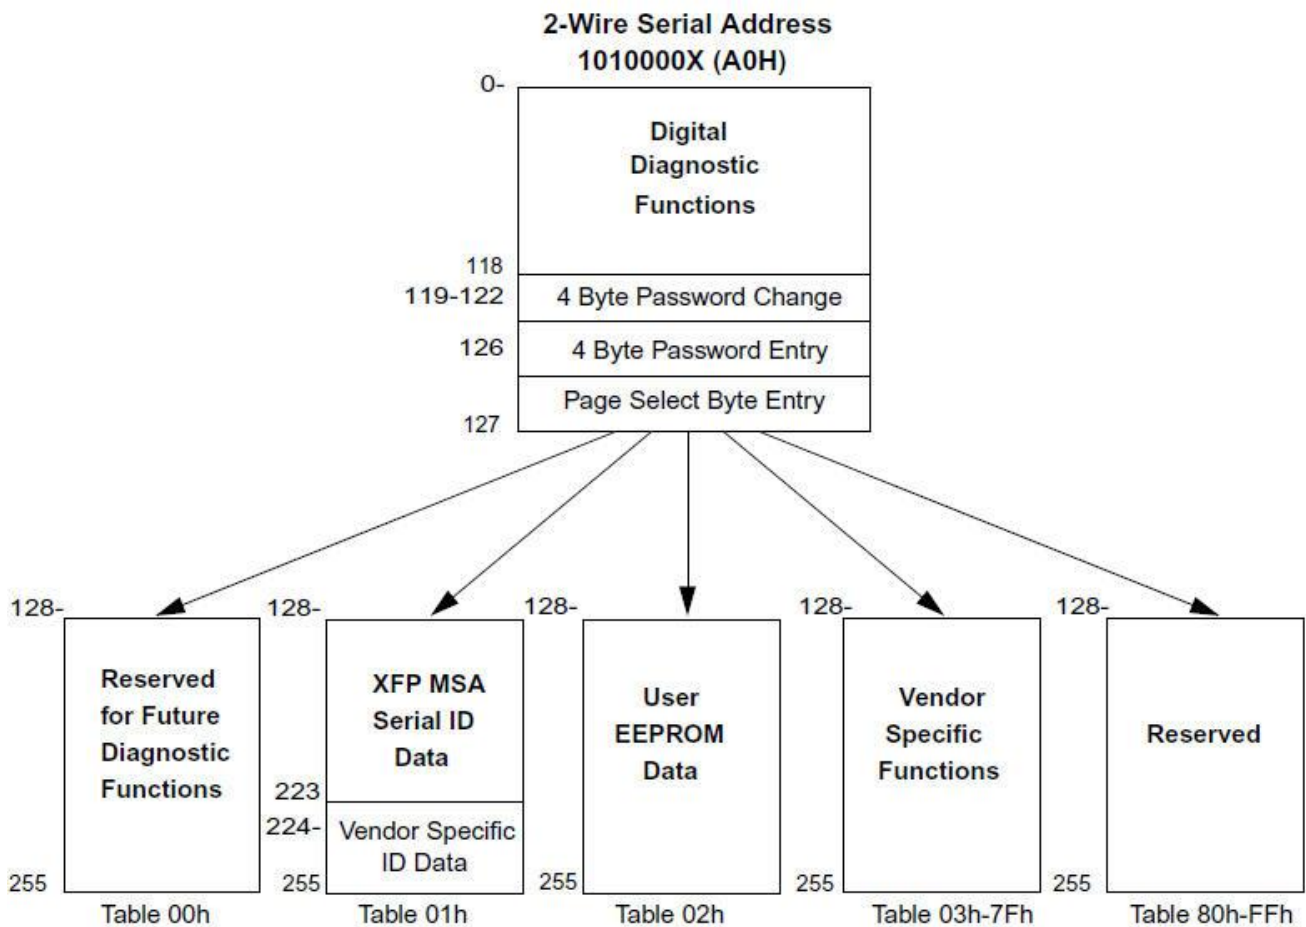 2-Wire Serial Address
1010000X (A0H)
0-
Digital
Diagnostic
Functions
118
119-122
4 Byte Password Change
126
4 Byte Password Entry
Page Select Byte Entry
127
128-
128-
128-
128-
128-
Reserved
for Future
Diagnostic
Functions
XFP MSA
Serial ID
Data
User
EEPROM
Data
Vendor
Specific
Functions
Reserved
223
224-
Vendor Specific
ID Data
255
255
255
255
255
Table 00h
Table 01h
Table 02h
Table 03h-7Fh
Table 80h-FFh